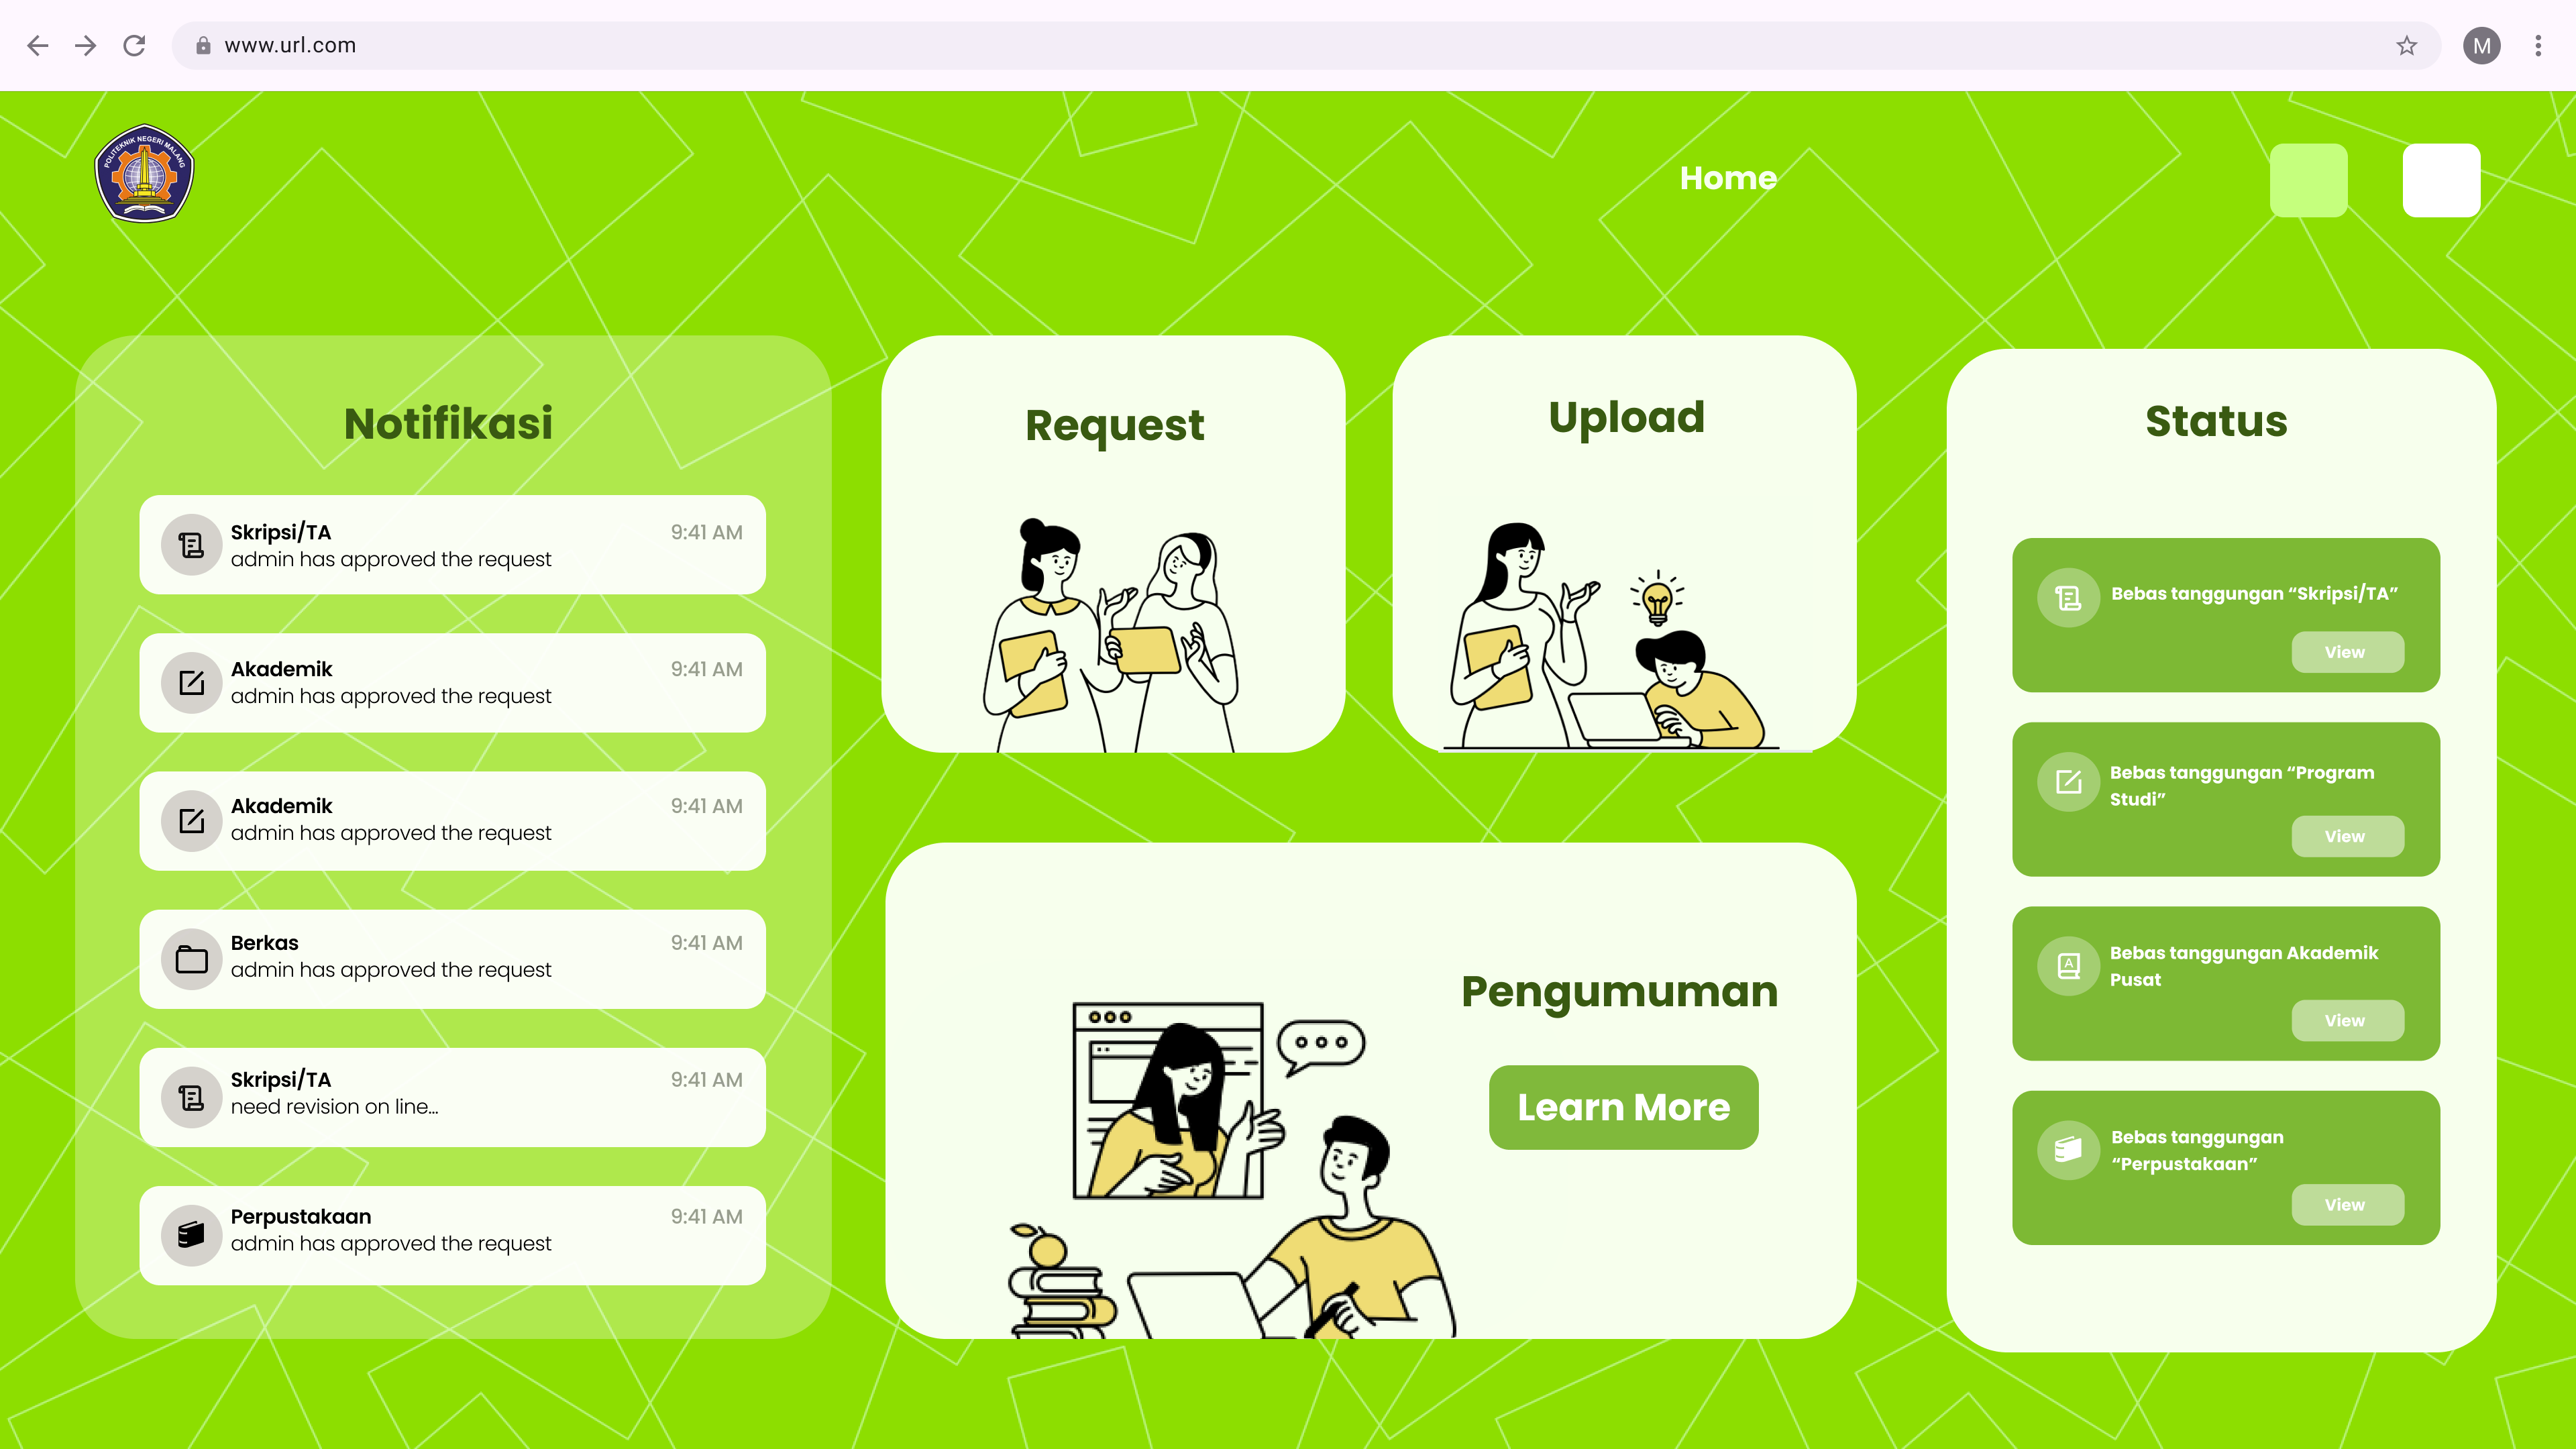 www.url.com
M
POLITEKNIK NEGERI MALANG
Home
Notifikasi
Skripsi/TA
9:41 AM
admin has approved the request
Akademik
9:41 AM
admin has approved the request
Akademik
9:41 AM
admin has approved the request
Berkas
9:41 AM
admin has approved the request
Skripsi/TA
9:41 AM
need revision on line...
Perpustakaan
9:41 AM
admin has approved the request
Request
Upload
Pengumuman
Learn More
Status
Bebas tanggungan “Skripsi/TA”
View
Bebas tanggungan “Program
Studi”
View
A
Bebas tanggungan Akademik
Pusat
View
Bebas tanggungan
“Perpustakaan”
View